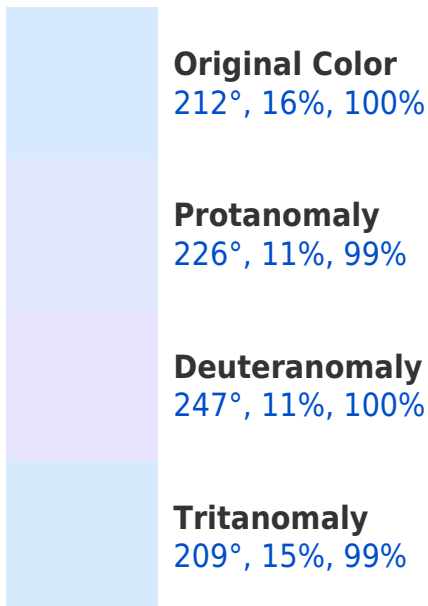 Original Color
212°, 16%, 100%
Protanomaly
226°, 11%, 99%
Deuteranomaly
247°, 11%, 100%
Tritanomaly
209°, 15%, 99%